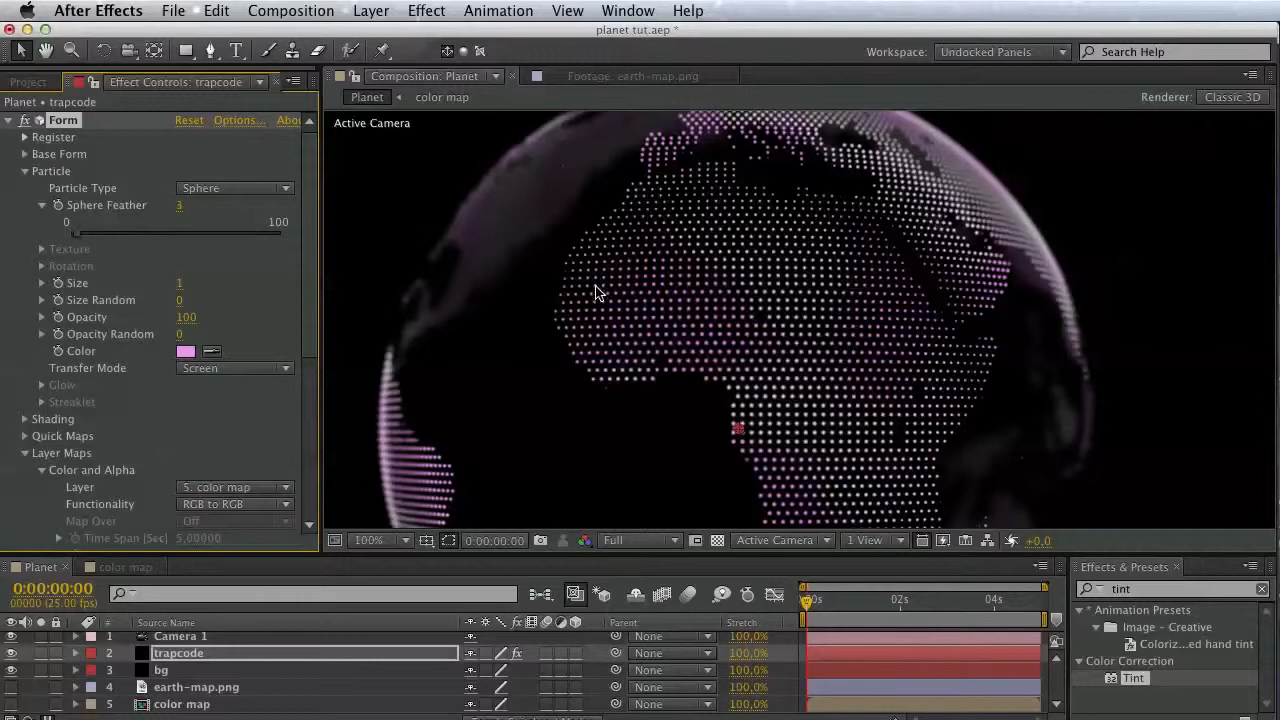 After Effects File Edit Composition Layer Effect Animation View Window Help
planet tut.aep *
Workspace: Undocked Panels Search Help
Project Effect Controls: trapcode Composition: Planet Footage: earth-map.png
Planet • trapcode Planet color map Renderer: Classic 3D
fx Form Reset Options... Abou
Active Camera
Register
Base Form
Particle
Particle Type Sphere
Sphere Feather 3
0 100
Texture
Rotation
Size 1
Size Random 0
Opacity 100
Opacity Random 0
Color
Transfer Mode Screen
Glow
Streaklet
Shading
Quick Maps
Layer Maps
Color and Alpha
Layer 5. color map
Functionality RGB to RGB
Map Over Off
Time Span [Sec] 5,00000
100% 0:00:00:00 Full Active Camera 1 View +0,0
Planet color map Effects & Presets
0:00:00:00
00000 (25.00 fps)
tint
02s 04s
* Animation Presets
Image - Creative
Coloriz...ed hand tint
Color Correction
Tint
# Source Name fx Parent Stretch
1 Camera 1 None 100,0%
2 trapcode fx None 100,0%
3 bg None 100,0%
4 earth-map.png None 100,0%
5 color map None 100,0%